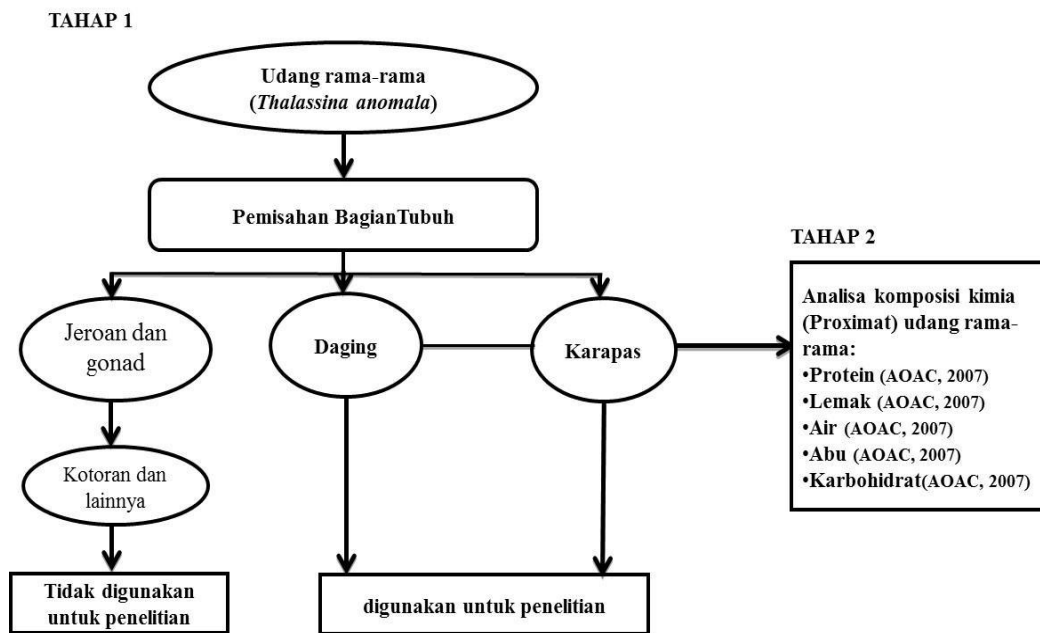 TAHAP 1
Udang rama-rama
(Thalassina anomala)
Pemisahan BagianTubuh
Jeroan dan
gonad
Daging
Karapas
Kotoran dan
lainnya
Tidak digunakan
untuk penelitian
digunakan untuk penelitian
TAHAP 2
Analisa komposisi kimia
(Proximat) udang rama-
rama:
•Protein (AOAC, 2007)
•Lemak (AOAC, 2007)
•Air (AOAC, 2007)
•Abu (AOAC, 2007)
•Karbohidrat(AOAC, 2007)